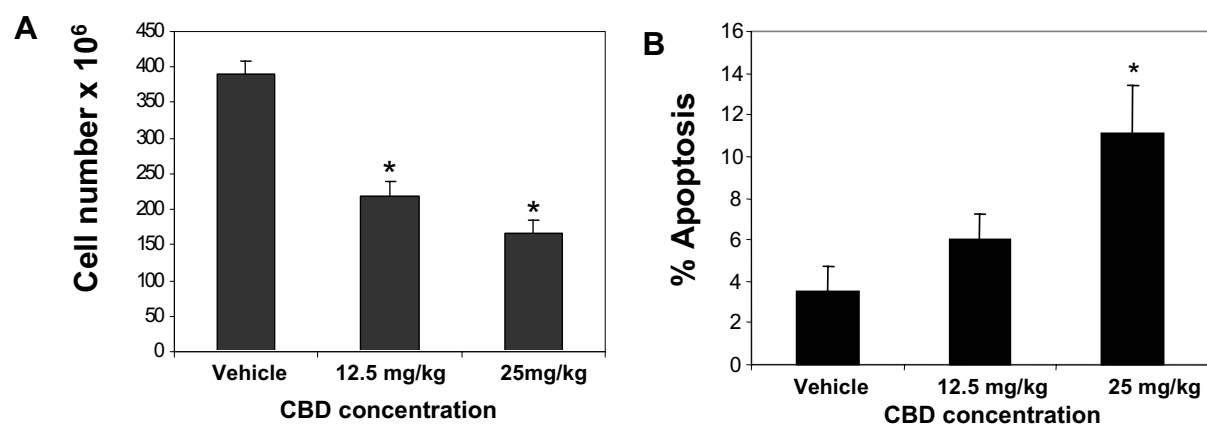 A
Cell number x 10⁶
450
400
350
300
250
200
150
100
50
0
*
*
Vehicle 12.5 mg/kg 25mg/kg
CBD concentration
B
% Apoptosis
16
14
12
10
8
6
4
2
0
*
Vehicle 12.5 mg/kg 25 mg/kg
CBD concentration